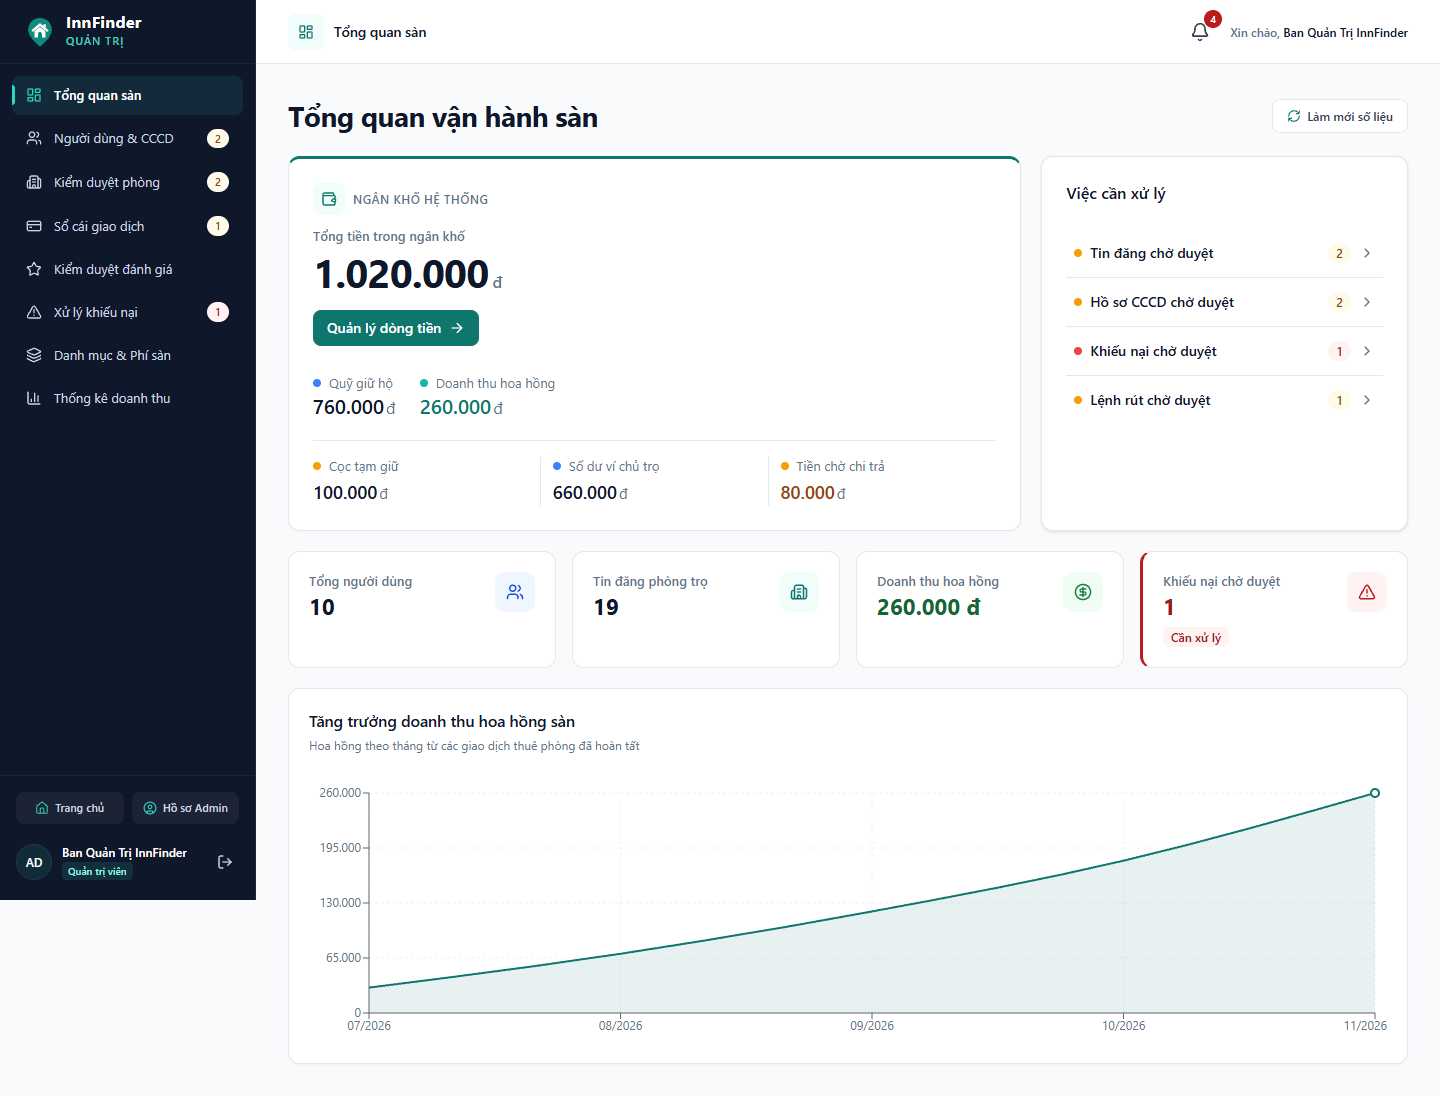 InnFinder
QUẢN TRỊ
Tổng quan sàn
Người dùng & CCCD
2
Kiểm duyệt phòng
2
Sổ cái giao dịch
1
Kiểm duyệt đánh giá
Xử lý khiếu nại
1
Danh mục & Phí sàn
Thống kê doanh thu
Trang chủ
Hồ sơ Admin
AD
Ban Quản Trị InnFinder
Quản trị viên
Tổng quan sàn
4
Xin chào, Ban Quản Trị InnFinder
Tổng quan vận hành sàn
Làm mới số liệu
NGÂN KHỐ HỆ THỐNG
Tổng tiền trong ngân khố
1.020.000 đ
Quản lý dòng tiền
Quỹ giữ hộ
760.000 đ
Doanh thu hoa hồng
260.000 đ
Cọc tạm giữ
100.000 đ
Số dư ví chủ trọ
660.000 đ
Tiền chờ chi trả
80.000 đ
Việc cần xử lý
Tin đăng chờ duyệt
2
Hồ sơ CCCD chờ duyệt
2
Khiếu nại chờ duyệt
1
Lệnh rút chờ duyệt
1
Tổng người dùng
10
Tin đăng phòng trọ
19
Doanh thu hoa hồng
260.000 đ
Khiếu nại chờ duyệt
1
Cần xử lý
Tăng trưởng doanh thu hoa hồng sàn
Hoa hồng theo tháng từ các giao dịch thuê phòng đã hoàn tất
260.000
195.000
130.000
65.000
0
07/2026
08/2026
09/2026
10/2026
11/2026